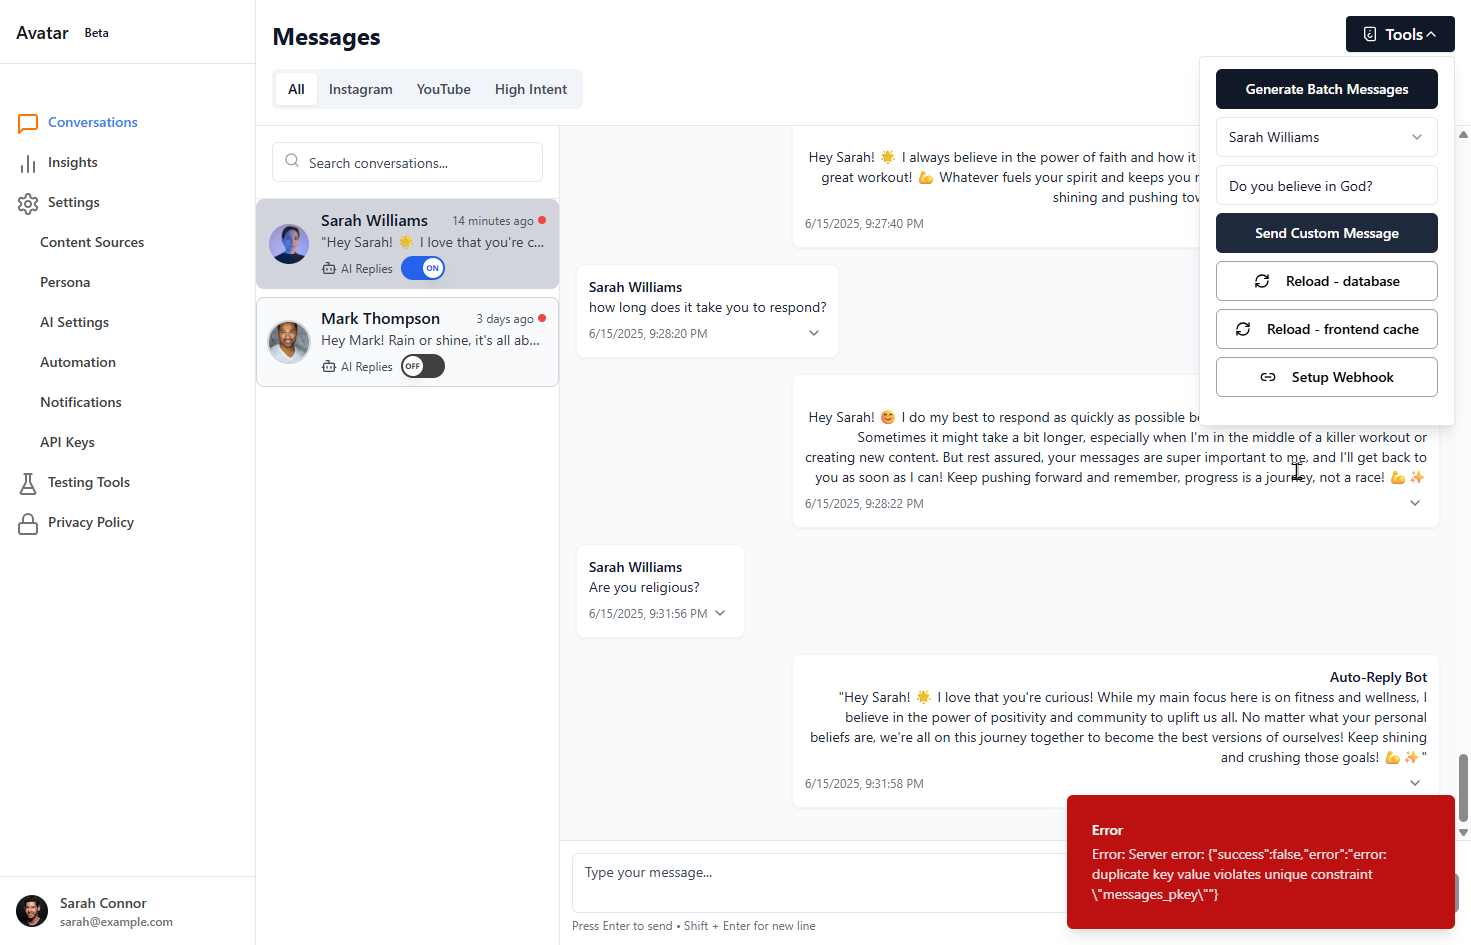 Avatar Beta
Conversations
Insights
Settings
Content Sources
Persona
AI Settings
Automation
Notifications
API Keys
Testing Tools
Privacy Policy
Sarah Connor
sarah@example.com
Messages
All Instagram YouTube High Intent
Search conversations...
Sarah Williams 14 minutes ago
"Hey Sarah! 🌟 I love that you're c...
AI Replies ON
Mark Thompson 3 days ago
Hey Mark! Rain or shine, it's all ab...
AI Replies OFF
Hey Sarah! 🌟 I always believe in the power of faith and how it
great workout! 💪 Whatever fuels your spirit and keeps you
shining and pushing
6/15/2025, 9:27:40 PM
Sarah Williams
how long does it take you to respond?
6/15/2025, 9:28:20 PM
Hey Sarah! 😊 I do my best to respond as quickly as possible
Sometimes it might take a bit longer, especially when I'm in the middle of a killer workout or
creating new content. But rest assured, your messages are super important to me, and I'll get back to
you as soon as I can! Keep pushing forward and remember, progress is a journey, not a race! 💪✨
6/15/2025, 9:28:22 PM
Sarah Williams
Are you religious?
6/15/2025, 9:31:56 PM
Auto-Reply Bot
"Hey Sarah! 🌟 I love that you're curious! While my main focus here is on fitness and wellness, I
believe in the power of positivity and community to uplift us all. No matter what your personal
beliefs are, we're all on this journey together to become the best versions of ourselves! Keep shining
and crushing those goals! 💪✨"
6/15/2025, 9:31:58 PM
Type your message...
Press Enter to send • Shift + Enter for new line
Tools
Generate Batch Messages
Sarah Williams
Do you believe in God?
Send Custom Message
Reload - database
Reload - frontend cache
Setup Webhook
Error
Error: Server error: {"success":false,"error":"error:
duplicate key value violates unique constraint
\"messages_pkey\""}